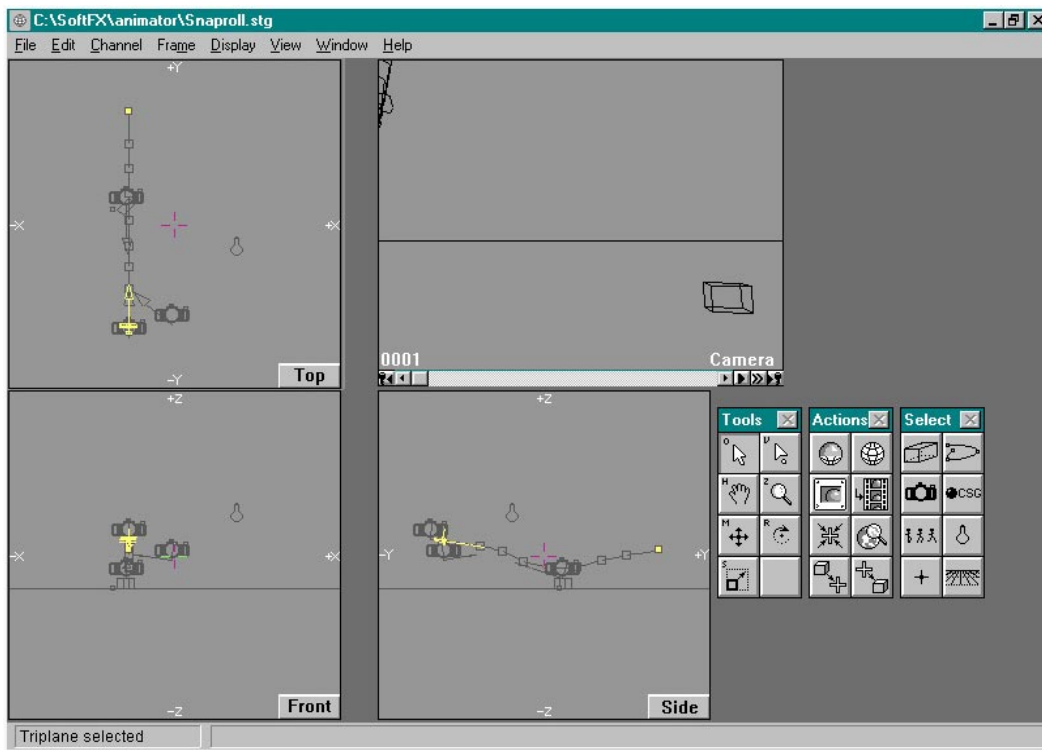 C:\SoftFX\animator\Snaproll.stg
File Edit Channel Frame Display View Window Help
+Y
-X +X
-Y
Top
0001 Camera
+Z
-X +X
-Z
Front
+Z
-Y +Y
-Z
Side
Tools
O V
H Z
M R
S
Actions
Select
CSG
Triplane selected